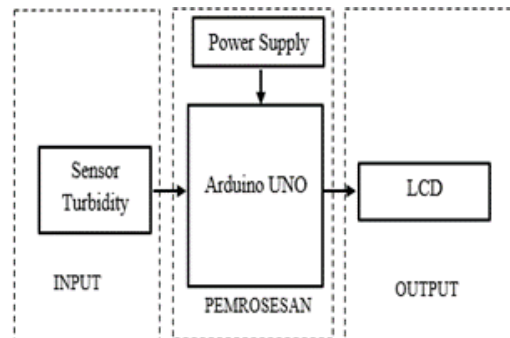 Power Supply
Sensor
Turbidity
Arduino UNO
LCD
INPUT
PEMROSESAN
OUTPUT